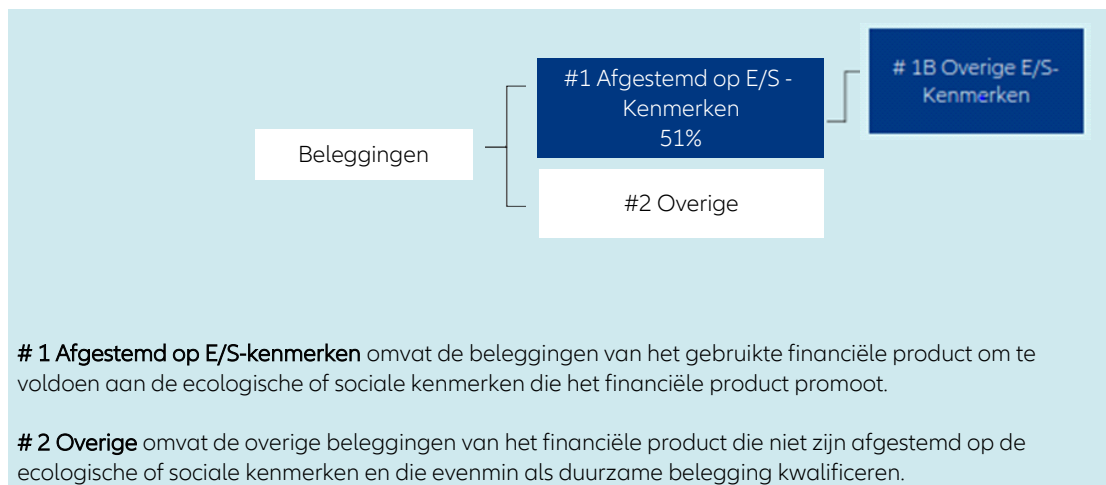 #1 Afgestemd op E/S -
Kenmerken
51%
# 1B Overige E/S-
Kenmerken
Beleggingen
#2 Overige
# 1 Afgestemd op E/S-kenmerken omvat de beleggingen van het gebruikte financiële product om te
voldoen aan de ecologische of sociale kenmerken die het financiële product promoot.
# 2 Overige omvat de overige beleggingen van het financiële product die niet zijn afgestemd op de
ecologische of sociale kenmerken en die evenmin als duurzame belegging kwalificeren.